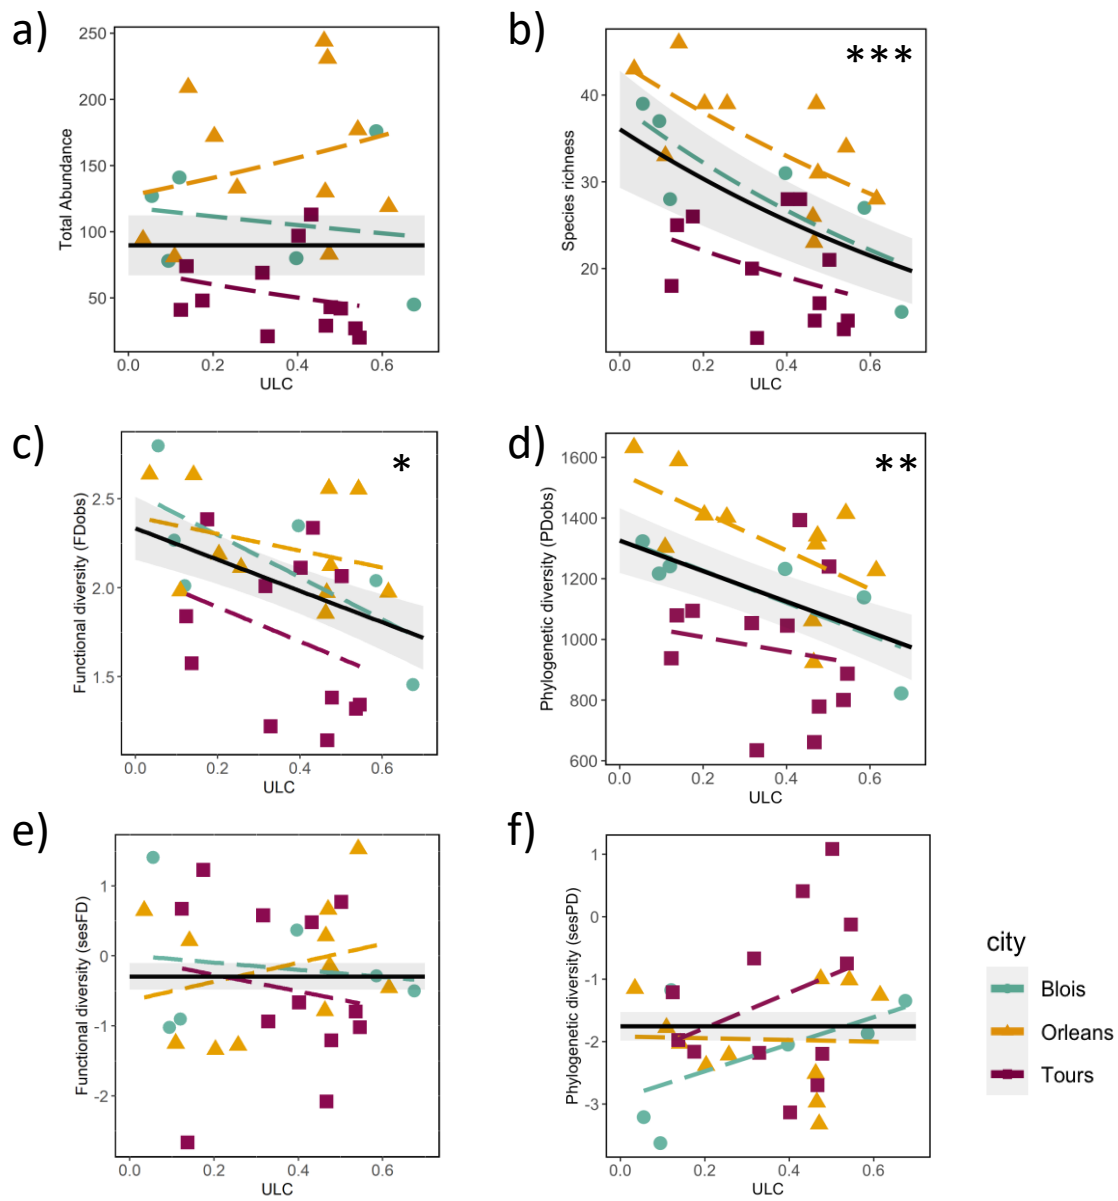 a)
250
200
150
100
50
Total Abundance
0.0 0.2 0.4 0.6
ULC
b)
***
40
30
20
Species richness
0.0 0.2 0.4 0.6
ULC
c)
*
2.5
2.0
1.5
Functional diversity (FDobs)
0.0 0.2 0.4 0.6
ULC
d)
**
1600
1400
1200
1000
800
600
Phylogenetic diversity (PDobs)
0.0 0.2 0.4 0.6
ULC
e)
1
0
-1
-2
Functional diversity (sesFD)
0.0 0.2 0.4 0.6
ULC
f)
1
0
-1
-2
-3
Phylogenetic diversity (sesPD)
0.0 0.2 0.4 0.6
ULC
city
Blois
Orleans
Tours